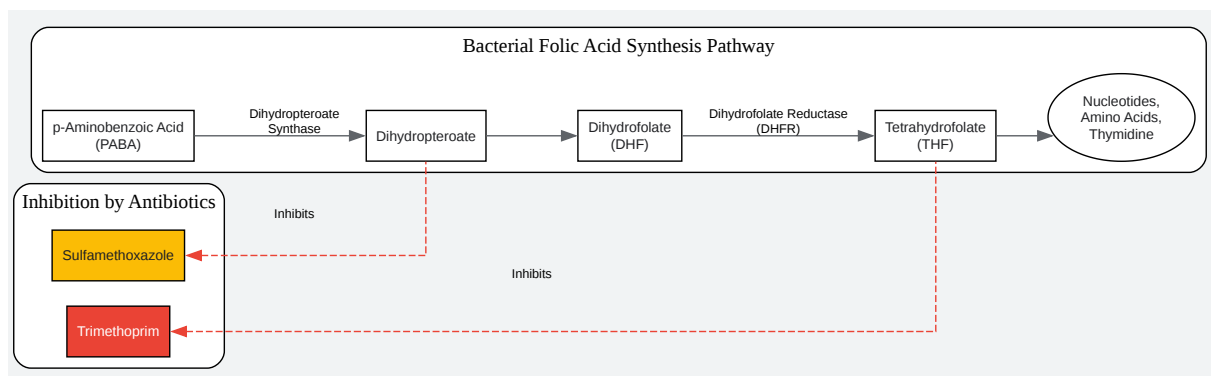 Bacterial Folic Acid Synthesis Pathway
p-Aminobenzoic Acid
(PABA)
Dihydropteroate
Synthase
Dihydropteroate
Dihydrofolate
(DHF)
Dihydrofolate Reductase
(DHFR)
Tetrahydrofolate
(THF)
Nucleotides,
Amino Acids,
Thymidine
Inhibition by Antibiotics
Inhibits
Sulfamethoxazole
Inhibits
Trimethoprim